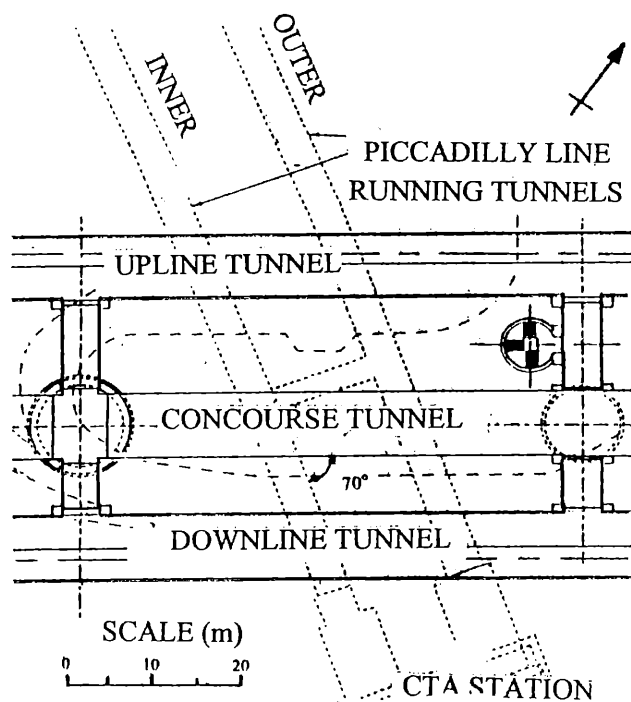 OUTER
INNER
PICCADILLY LINE
RUNNING TUNNELS
UPLINE TUNNEL
CONCOURSE TUNNEL
70°
DOWNLINE TUNNEL
SCALE (m)
0 10 20
CTA STATION